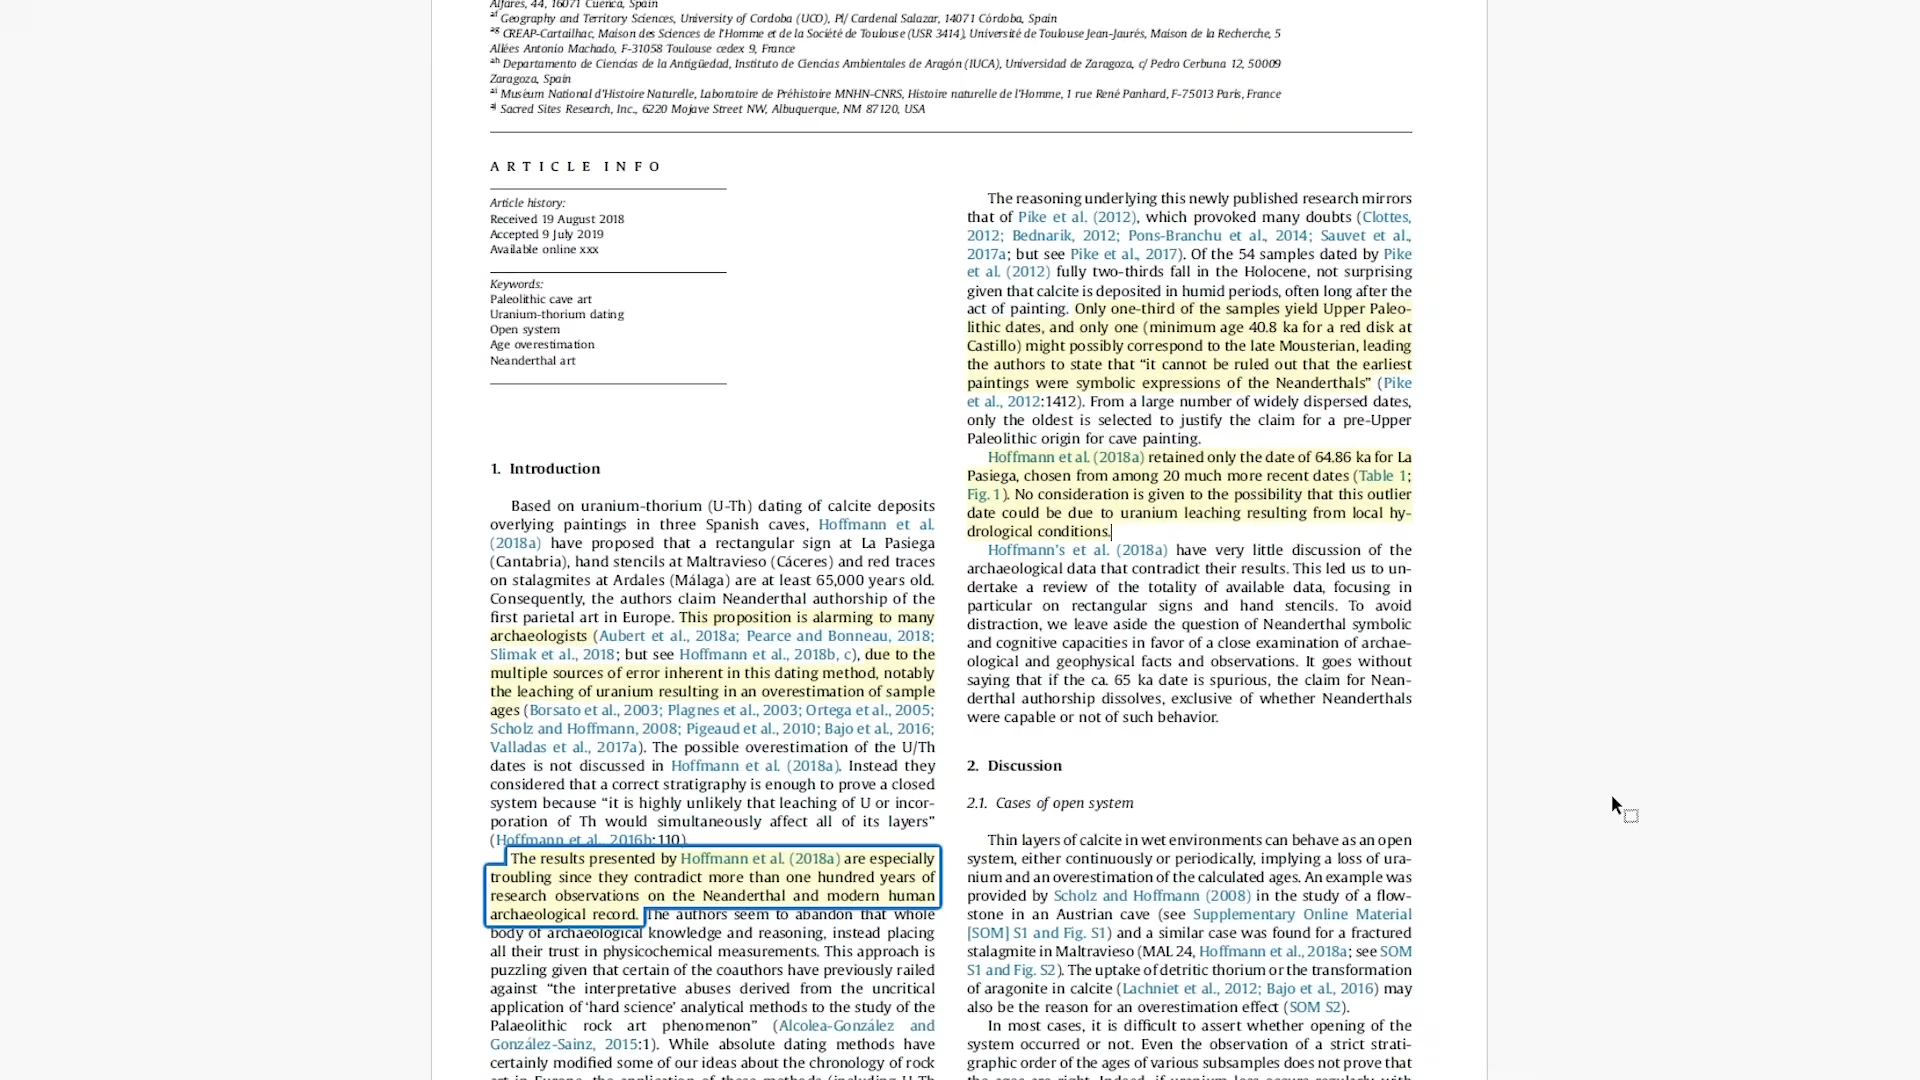 Alfares, 44, 16071 Cuenca, Spain
af Geography and Territory Sciences, University of Cordoba (UCO), Pl/ Cardenal Salazar, 14071 Córdoba, Spain
ag CREAP-Cartailhac, Maison des Sciences de l'Homme et de la Société de Toulouse (USR 3414), Université de Toulouse Jean-Jaurés, Maison de la Recherche, 5
Allées Antonio Machado, F-31058 Toulouse cedex 9, France
ah Departamento de Ciencias de la Antigüedad, Instituto de Ciencias Ambientales de Aragón (IUCA), Universidad de Zaragoza, c/ Pedro Cerbuna 12, 50009
Zaragoza, Spain
ai Muséum National d'Histoire Naturelle, Laboratoire de Préhistoire MNHN-CNRS, Histoire naturelle de l'Homme, 1 rue René Panhard, F-75013 Paris, France
aj Sacred Sites Research, Inc., 6220 Mojave Street NW, Albuquerque, NM 87120, USA
ARTICLE INFO
Article history:
Received 19 August 2018
Accepted 9 July 2019
Available online xxx
Keywords:
Paleolithic cave art
Uranium-thorium dating
Open system
Age overestimation
Neanderthal art
1. Introduction
Based on uranium-thorium (U-Th) dating of calcite deposits
overlying paintings in three Spanish caves, Hoffmann et al.
(2018a) have proposed that a rectangular sign at La Pasiega
(Cantabria), hand stencils at Maltravieso (Cáceres) and red traces
on stalagmites at Ardales (Málaga) are at least 65,000 years old.
Consequently, the authors claim Neanderthal authorship of the
first parietal art in Europe. This proposition is alarming to many
archaeologists (Aubert et al., 2018a; Pearce and Bonneau, 2018;
Slimak et al., 2018; but see Hoffmann et al., 2018b, c), due to the
multiple sources of error inherent in this dating method, notably
the leaching of uranium resulting in an overestimation of sample
ages (Borsato et al., 2003; Plagnes et al., 2003; Ortega et al., 2005;
Scholz and Hoffmann, 2008; Pigeaud et al., 2010; Bajo et al., 2016;
Valladas et al., 2017a). The possible overestimation of the U/Th
dates is not discussed in Hoffmann et al. (2018a). Instead they
considered that a correct stratigraphy is enough to prove a closed
system because “it is highly unlikely that leaching of U or incor-
poration of Th would simultaneously affect all of its layers”
(Hoffmann et al., 2016b:110).
The results presented by Hoffmann et al. (2018a) are especially
troubling since they contradict more than one hundred years of
research observations on the Neanderthal and modern human
archaeological record. The authors seem to abandon that whole
body of archaeological knowledge and reasoning, instead placing
all their trust in physicochemical measurements. This approach is
puzzling given that certain of the coauthors have previously railed
against “the interpretative abuses derived from the uncritical
application of ‘hard science’ analytical methods to the study of the
Palaeolithic rock art phenomenon” (Alcolea-González and
González-Sainz, 2015:1). While absolute dating methods have
certainly modified some of our ideas about the chronology of rock
art in Europe, the application of these methods (including U-Th
The reasoning underlying this newly published research mirrors
that of Pike et al. (2012), which provoked many doubts (Clottes,
2012; Bednarik, 2012; Pons-Branchu et al., 2014; Sauvet et al.,
2017a; but see Pike et al., 2017). Of the 54 samples dated by Pike
et al. (2012) fully two-thirds fall in the Holocene, not surprising
given that calcite is deposited in humid periods, often long after the
act of painting. Only one-third of the samples yield Upper Paleo-
lithic dates, and only one (minimum age 40.8 ka for a red disk at
Castillo) might possibly correspond to the late Mousterian, leading
the authors to state that “it cannot be ruled out that the earliest
paintings were symbolic expressions of the Neanderthals” (Pike
et al., 2012:1412). From a large number of widely dispersed dates,
only the oldest is selected to justify the claim for a pre-Upper
Paleolithic origin for cave painting.
Hoffmann et al. (2018a) retained only the date of 64.86 ka for La
Pasiega, chosen from among 20 much more recent dates (Table 1;
Fig. 1). No consideration is given to the possibility that this outlier
date could be due to uranium leaching resulting from local hy-
drological conditions.
Hoffmann's et al. (2018a) have very little discussion of the
archaeological data that contradict their results. This led us to un-
dertake a review of the totality of available data, focusing in
particular on rectangular signs and hand stencils. To avoid
distraction, we leave aside the question of Neanderthal symbolic
and cognitive capacities in favor of a close examination of archae-
ological and geophysical facts and observations. It goes without
saying that if the ca. 65 ka date is spurious, the claim for Nean-
derthal authorship dissolves, exclusive of whether Neanderthals
were capable or not of such behavior.
2. Discussion
2.1. Cases of open system
Thin layers of calcite in wet environments can behave as an open
system, either continuously or periodically, implying a loss of ura-
nium and an overestimation of the calculated ages. An example was
provided by Scholz and Hoffmann (2008) in the study of a flow-
stone in an Austrian cave (see Supplementary Online Material
[SOM] S1 and Fig. S1) and a similar case was found for a fractured
stalagmite in Maltravieso (MAL 24, Hoffmann et al., 2018a; see SOM
S1 and Fig. S2). The uptake of detritic thorium or the transformation
of aragonite in calcite (Lachniet et al., 2012; Bajo et al., 2016) may
also be the reason for an overestimation effect (SOM S2).
In most cases, it is difficult to assert whether opening of the
system occurred or not. Even the observation of a strict strati-
graphic order of the ages of various subsamples does not prove that
the ages are right. Indeed, if uranium loss occurs regularly with